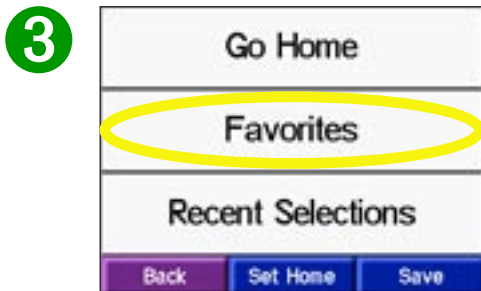 3
Go Home
Favorites
Recent Selections
Back Set Home Save